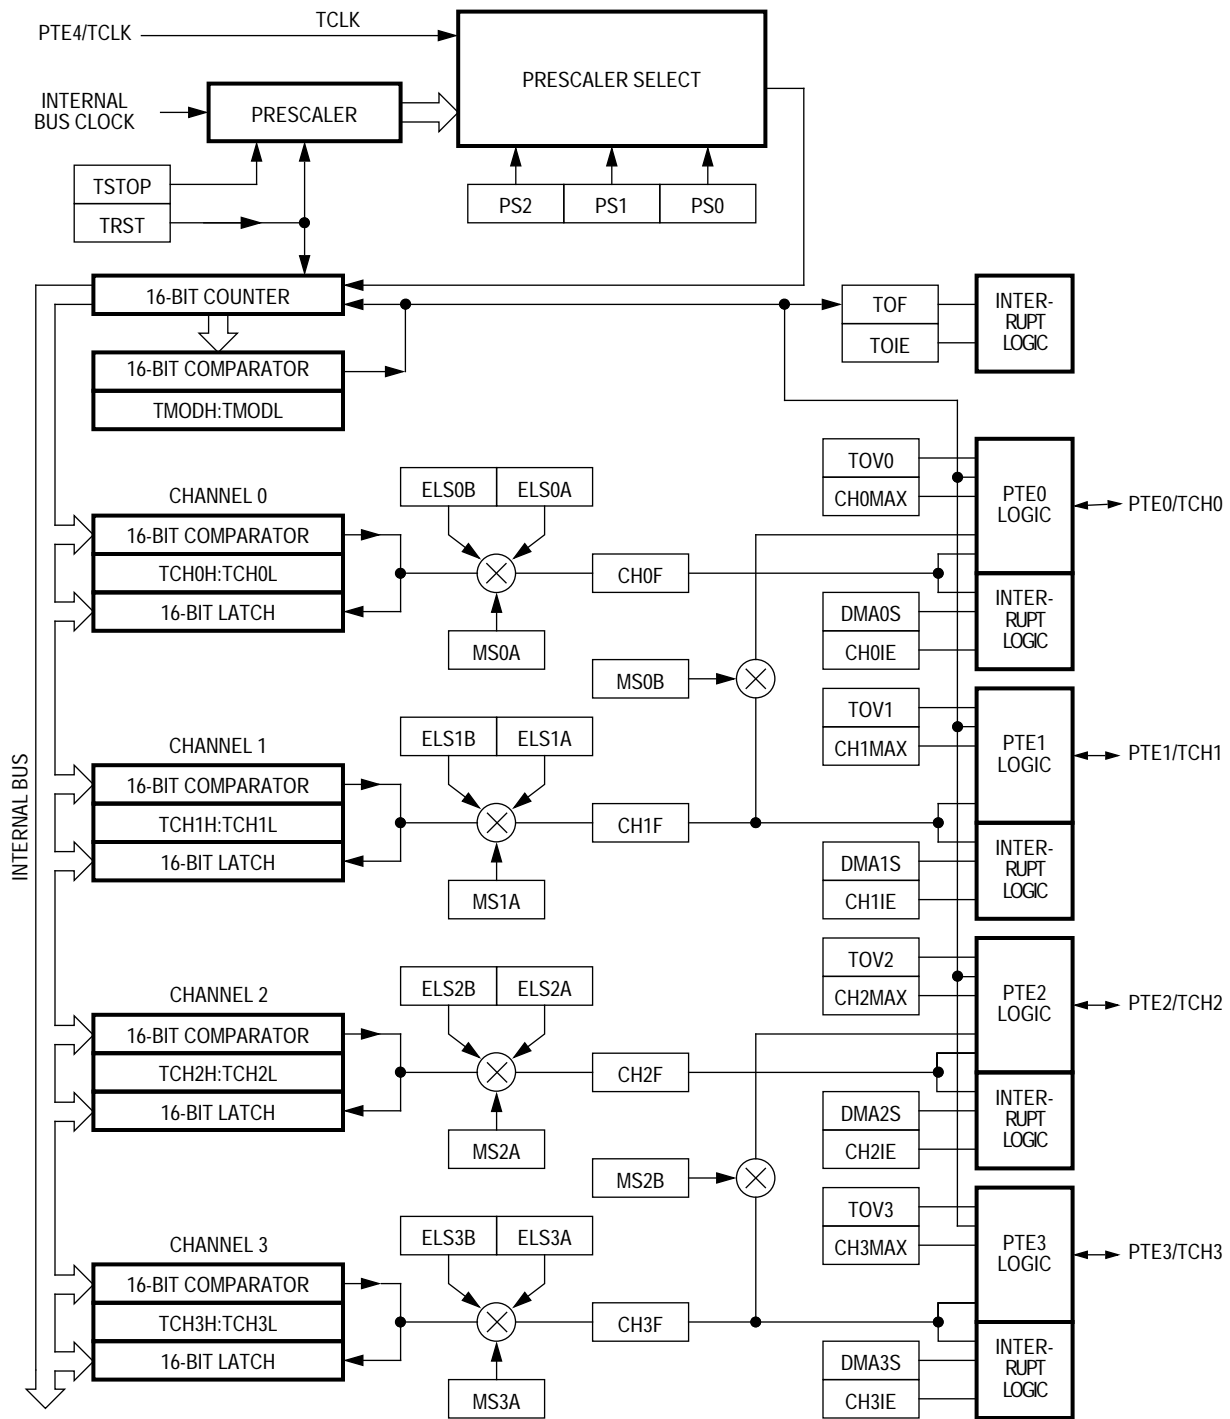 TCLK
PTE4/TCLK
PRESCALER SELECT
INTERNAL
BUS CLOCK
PRESCALER
TSTOP
TRST
PS2
PS1
PS0
16-BIT COUNTER
16-BIT COMPARATOR
TMODH:TMODL
TOF
TOIE
INTER-
RUPT
LOGIC
INTERNAL BUS
CHANNEL 0
16-BIT COMPARATOR
TCH0H:TCH0L
16-BIT LATCH
ELS0B
ELS0A
MS0A
CH0F
MS0B
TOV0
CH0MAX
PTE0
LOGIC
PTE0/TCH0
DMA0S
CH0IE
INTER-
RUPT
LOGIC
CHANNEL 1
16-BIT COMPARATOR
TCH1H:TCH1L
16-BIT LATCH
ELS1B
ELS1A
MS1A
CH1F
TOV1
CH1MAX
PTE1
LOGIC
PTE1/TCH1
DMA1S
CH1IE
INTER-
RUPT
LOGIC
CHANNEL 2
16-BIT COMPARATOR
TCH2H:TCH2L
16-BIT LATCH
ELS2B
ELS2A
MS2A
CH2F
MS2B
TOV2
CH2MAX
PTE2
LOGIC
PTE2/TCH2
DMA2S
CH2IE
INTER-
RUPT
LOGIC
CHANNEL 3
16-BIT COMPARATOR
TCH3H:TCH3L
16-BIT LATCH
ELS3B
ELS3A
MS3A
CH3F
TOV3
CH3MAX
PTE3
LOGIC
PTE3/TCH3
DMA3S
CH3IE
INTER-
RUPT
LOGIC